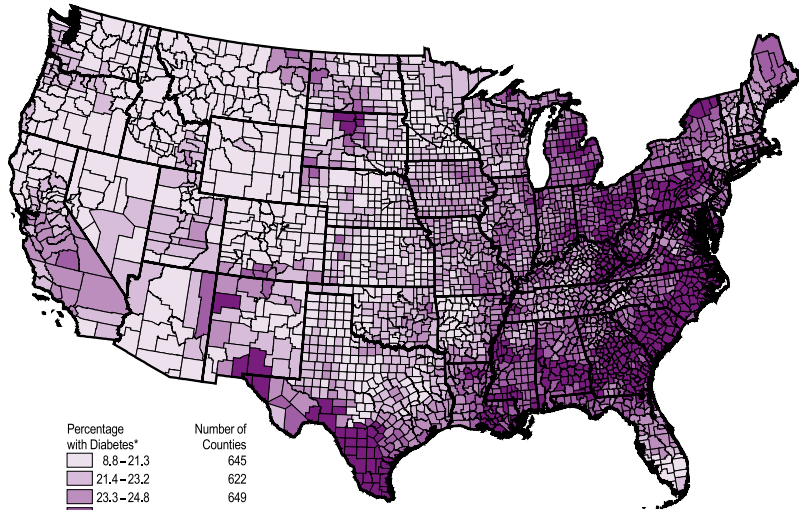 Percentage Number of
with Diabetes* Counties
8.8–21.3 645
21.4–23.2 622
23.3–24.8 649